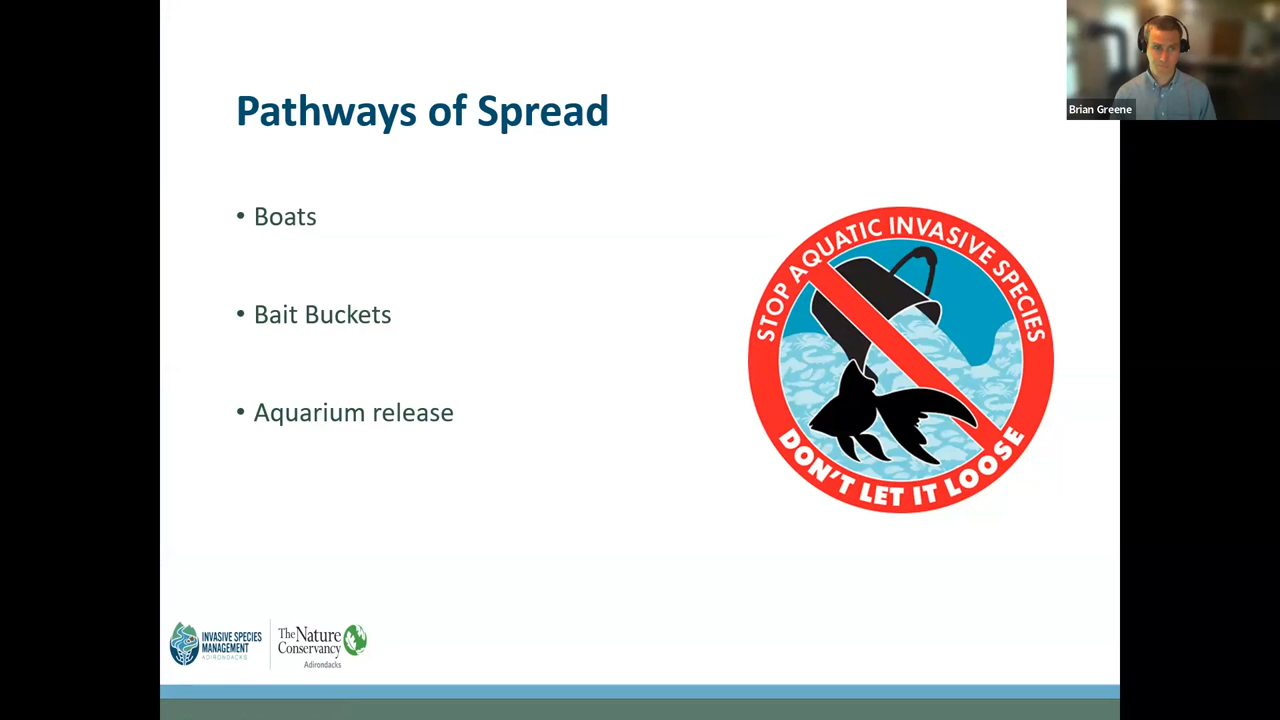 Pathways of Spread
Brian Greene
• Boats
• Bait Buckets
• Aquarium release
STOP AQUATIC INVASIVE SPECIES
DON'T LET IT LOOSE
INVASIVE SPECIES
MANAGEMENT
ADIRONDACKS
The Nature
Conservancy
Adirondacks